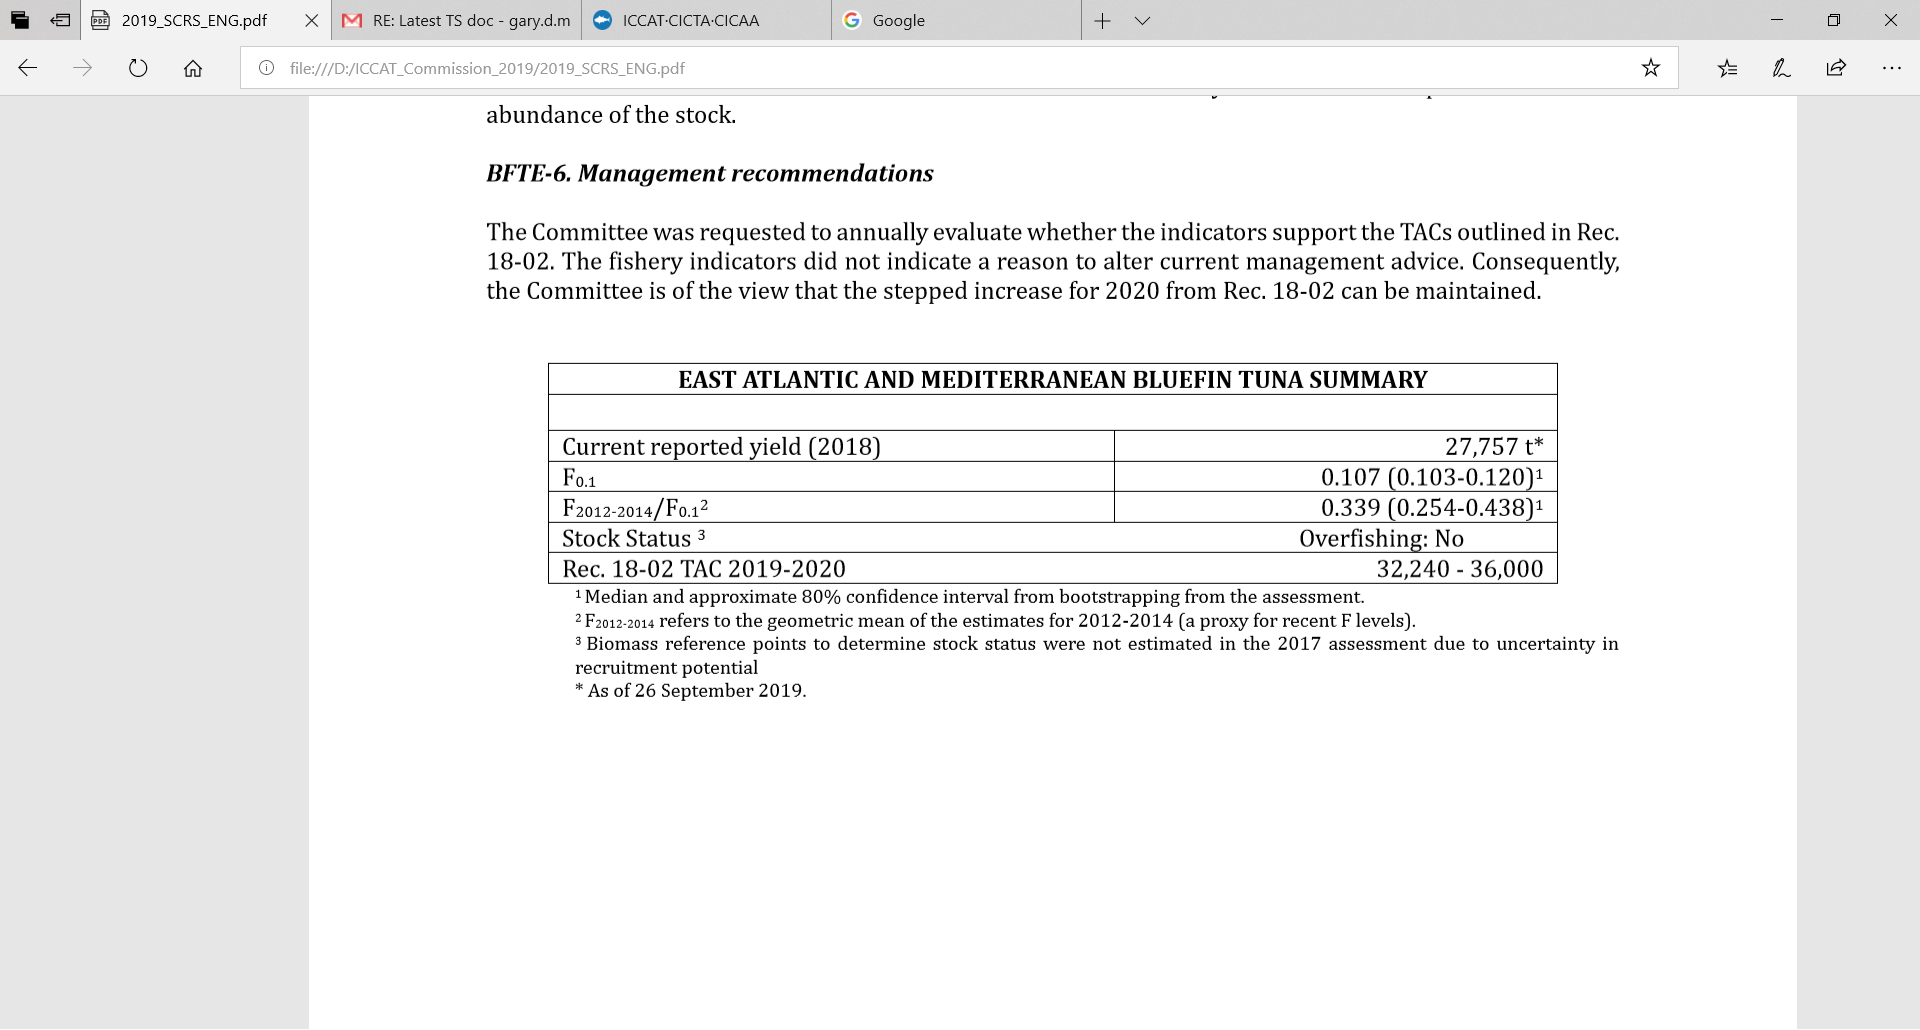 2019_SCRS_ENG.pdf
RE: Latest TS doc - gary.d.m
ICCAT·CICTA·CICAA
Google
file:///D:/ICCAT_Commission_2019/2019_SCRS_ENG.pdf
abundance of the stock.
BFTE-6. Management recommendations
The Committee was requested to annually evaluate whether the indicators support the TACs outlined in Rec.
18-02. The fishery indicators did not indicate a reason to alter current management advice. Consequently,
the Committee is of the view that the stepped increase for 2020 from Rec. 18-02 can be maintained.
EAST ATLANTIC AND MEDITERRANEAN BLUEFIN TUNA SUMMARY
Current reported yield (2018) 27,757 t*
F0.1 0.107 (0.103-0.120)¹
F2012-2014/F0.1² 0.339 (0.254-0.438)¹
Stock Status ³ Overfishing: No
Rec. 18-02 TAC 2019-2020 32,240 - 36,000
¹ Median and approximate 80% confidence interval from bootstrapping from the assessment.
² F2012-2014 refers to the geometric mean of the estimates for 2012-2014 (a proxy for recent F levels).
³ Biomass reference points to determine stock status were not estimated in the 2017 assessment due to uncertainty in
recruitment potential
* As of 26 September 2019.